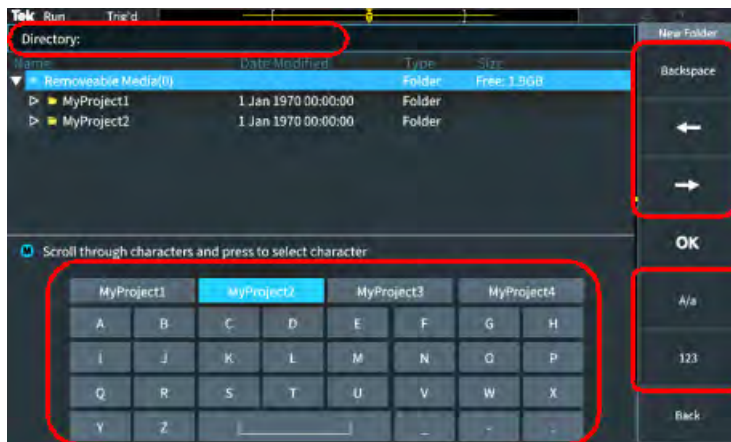 Tek Run Trig'd
Directory:
New Folder
Name Date Modified Type Size
Removeable Media(0) Folder Free: 1.9GB
MyProject1 1 Jan 1970 00:00:00 Folder
MyProject2 1 Jan 1970 00:00:00 Folder
Backspace
OK
A/a
123
Back
M Scroll through characters and press to select character
MyProject1 MyProject2 MyProject3 MyProject4
A B C D E F G H
I J K L M N O P
Q R S T U V W X
Y Z _ - .